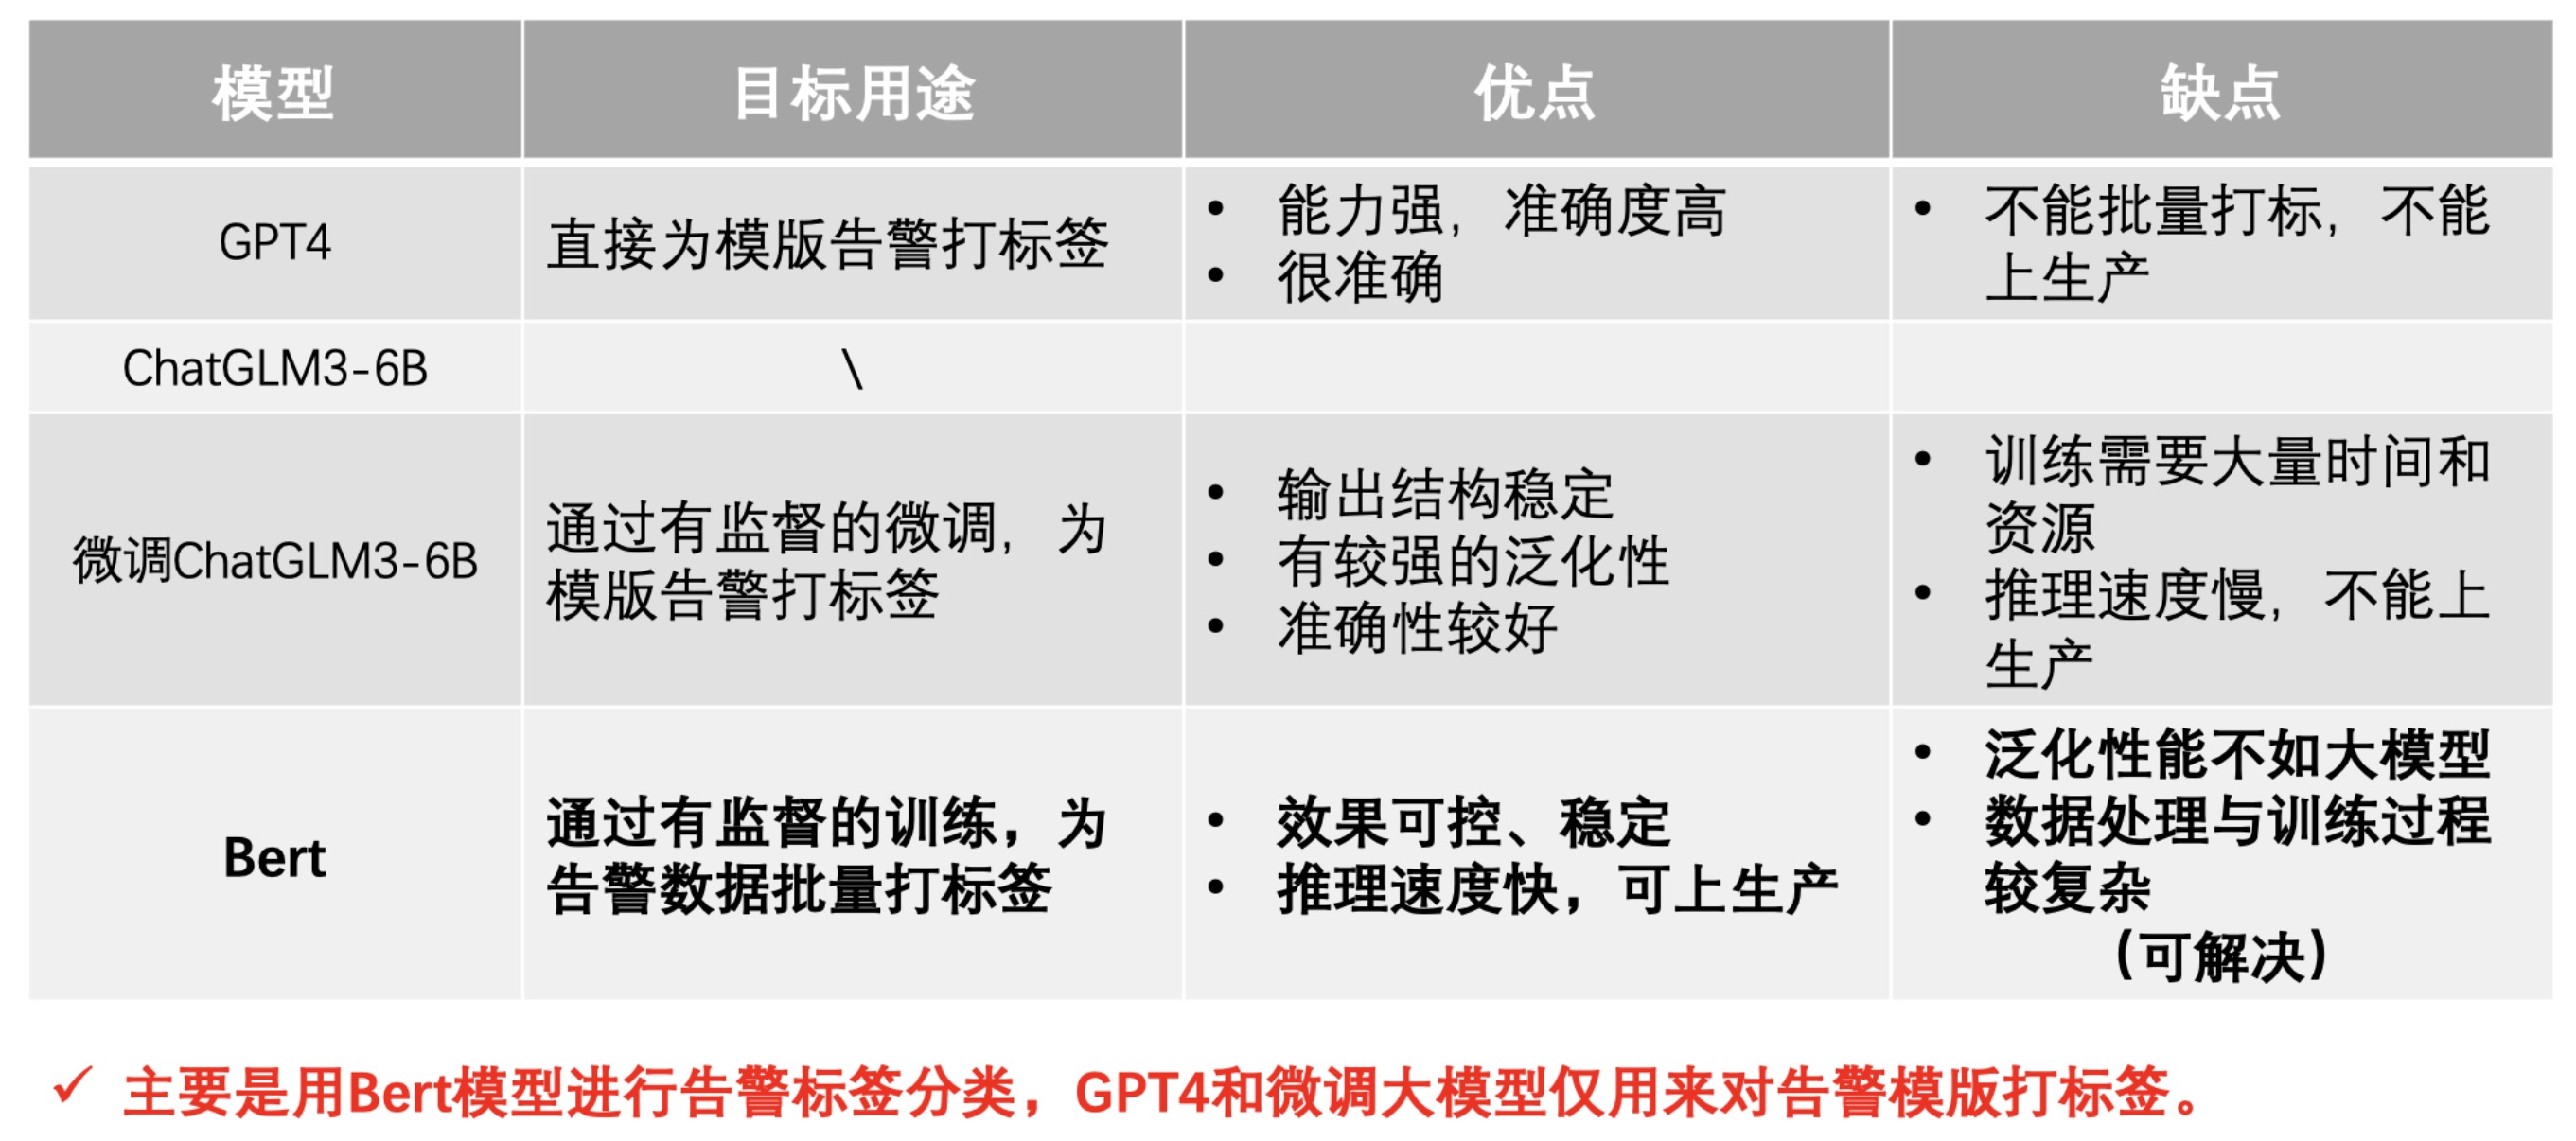 模型 目标用途 优点 缺点
GPT4
直接为模版告警打标签
• 能力强，准确度高
• 很准确
• 不能批量打标，不能
上生产
ChatGLM3-6B
\
微调ChatGLM3-6B
通过有监督的微调，为
模版告警打标签
• 输出结构稳定
• 有较强的泛化性
• 准确性较好
• 训练需要大量时间和
资源
• 推理速度慢，不能上
生产
Bert
通过有监督的训练，为
告警数据批量打标签
• 效果可控、稳定
• 推理速度快，可上生产
• 泛化性能不如大模型
• 数据处理与训练过程
较复杂
（可解决）
✓ 主要是用Bert模型进行告警标签分类，GPT4和微调大模型仅用来对告警模版打标签。